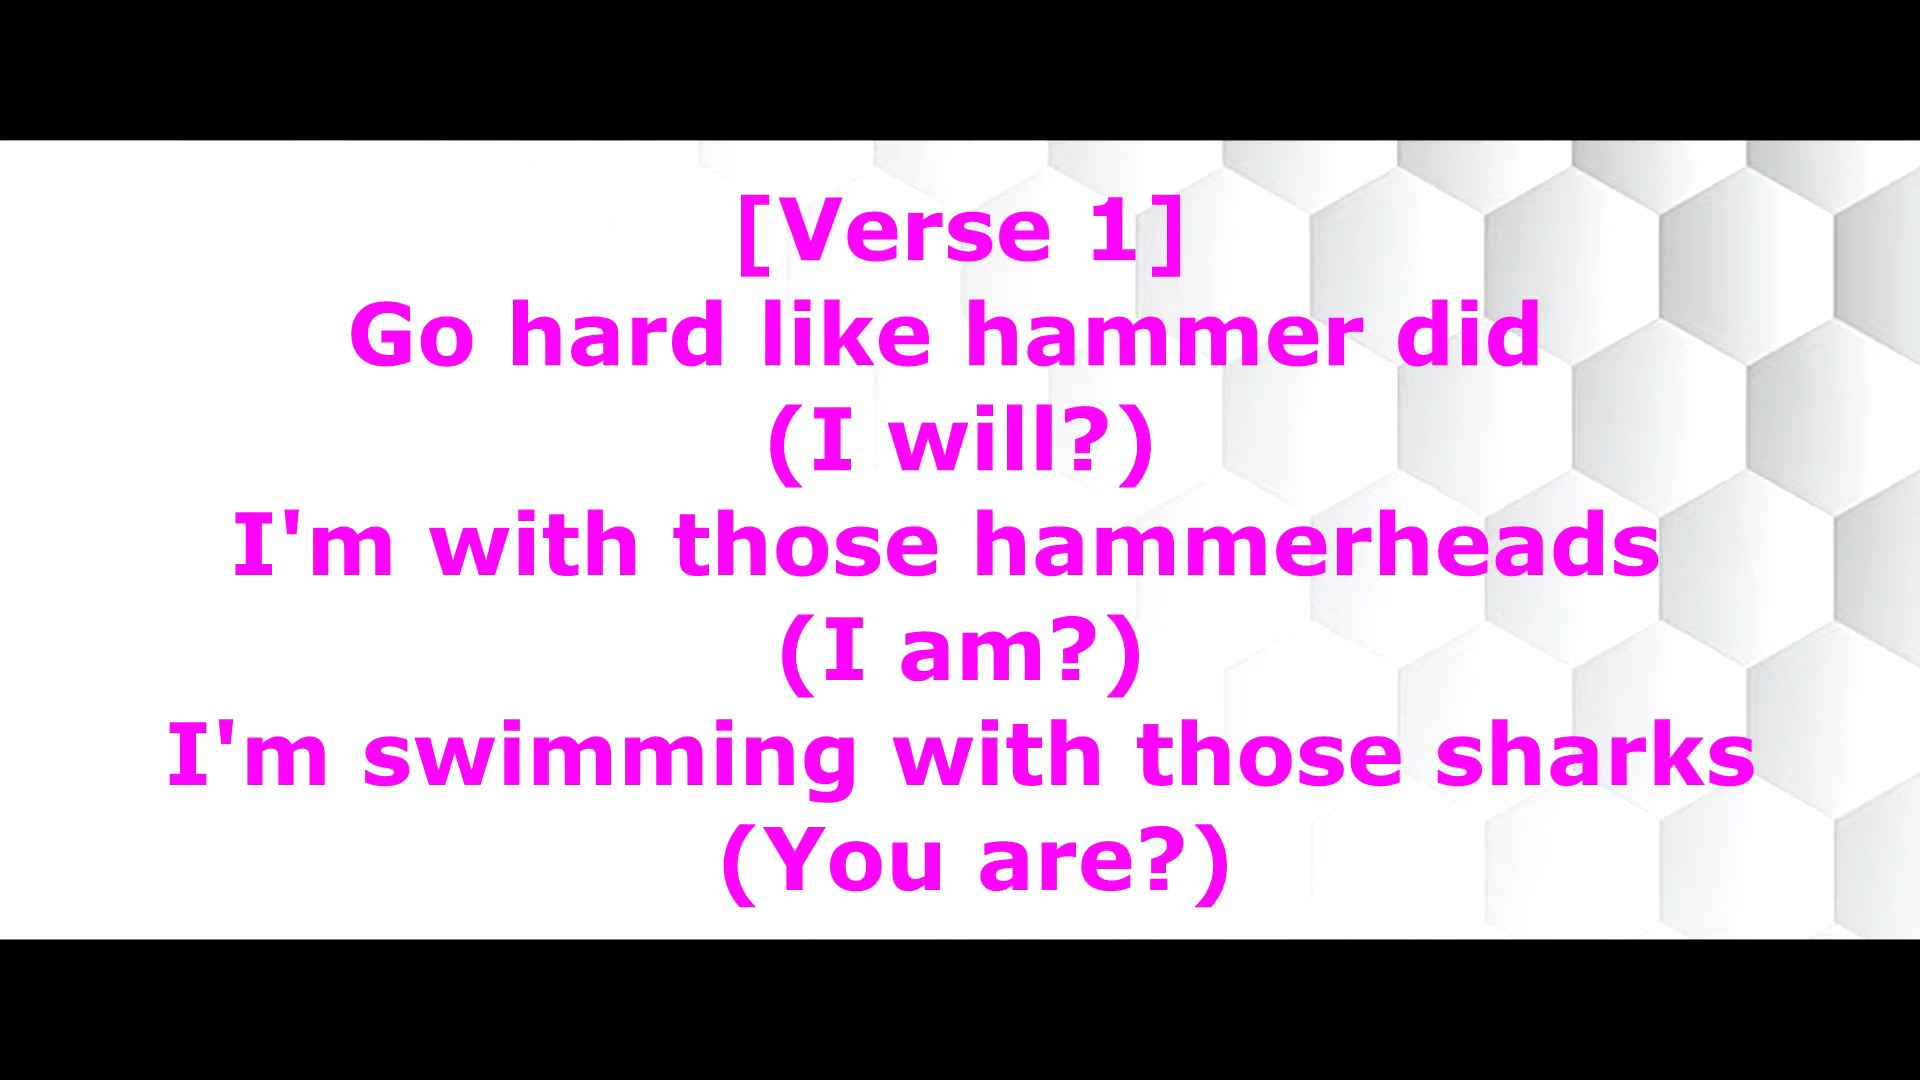 [Verse 1]
Go hard like hammer did
(I will?)
I'm with those hammerheads
(I am?)
I'm swimming with those sharks
(You are?)